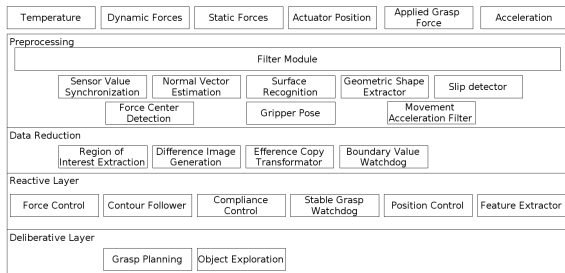 Temperature
Dynamic Forces
Static Forces
Actuator Position
Applied Grasp
Force
Acceleration
Preprocessing
Filter Module
Sensor Value
Synchronization
Normal Vector
Estimation
Surface
Recognition
Geometric Shape
Extractor
Slip detector
Force Center
Detection
Gripper Pose
Movement
Acceleration Filter
Data Reduction
Region of
Interest Extraction
Difference Image
Generation
Efference Copy
Transformator
Boundary Value
Watchdog
Reactive Layer
Force Control
Contour Follower
Compliance
Control
Stable Grasp
Watchdog
Position Control
Feature Extractor
Deliberative Layer
Grasp Planning
Object Exploration